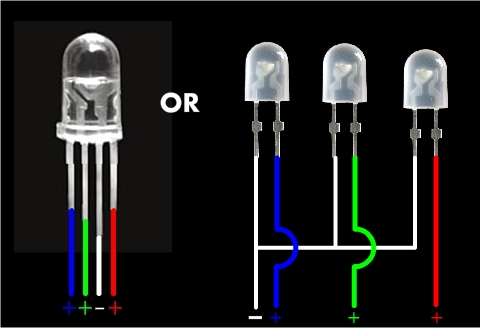 OR
+ + − +
− + + +